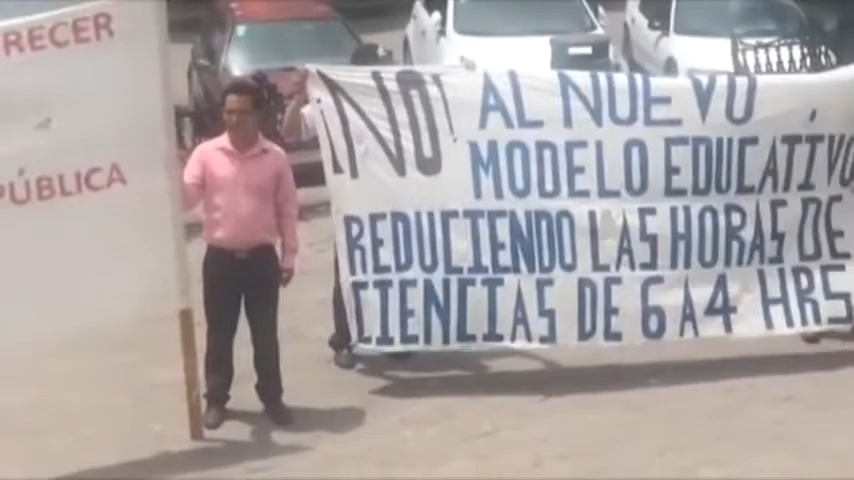 RECER
PÚBLICA
¡NO! AL NUEVO
MODELO EDUCATIVO
REDUCIENDO LAS HORAS DE
CIENCIAS DE 6 A 4 HRS